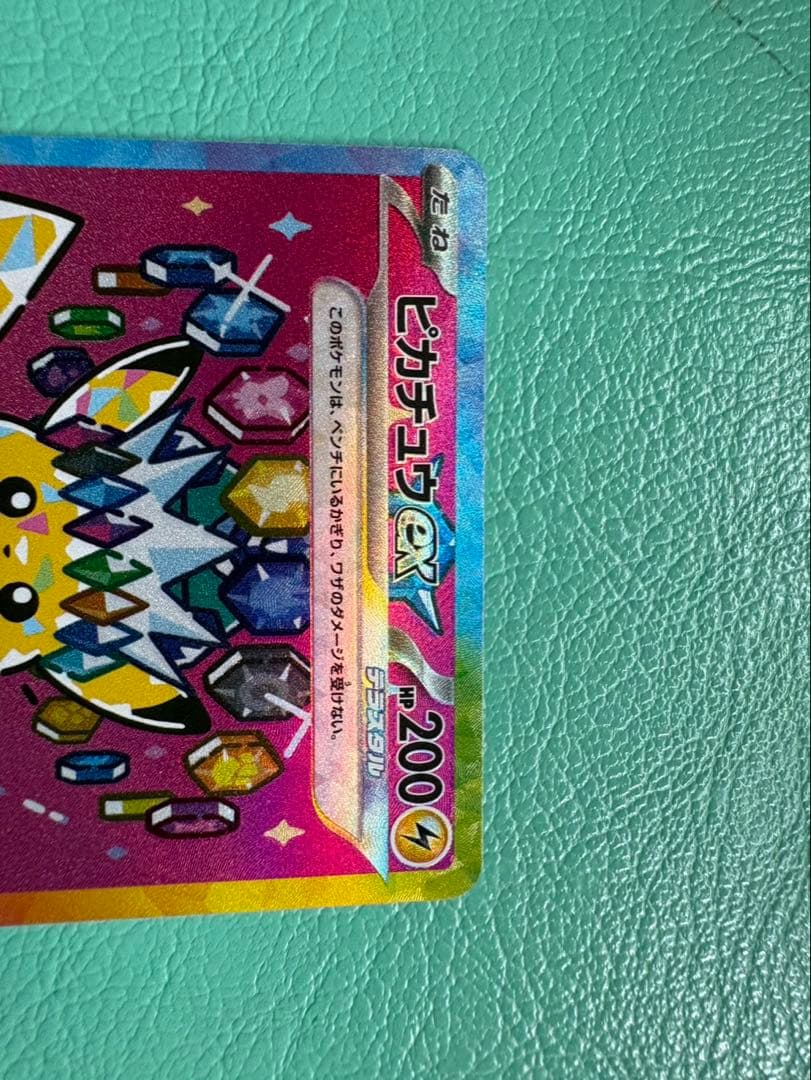 たね
ピカチュウex HP 200
テラスタル
このポケモンは、ベンチにいるかぎり、ワザのダメージを受けない。